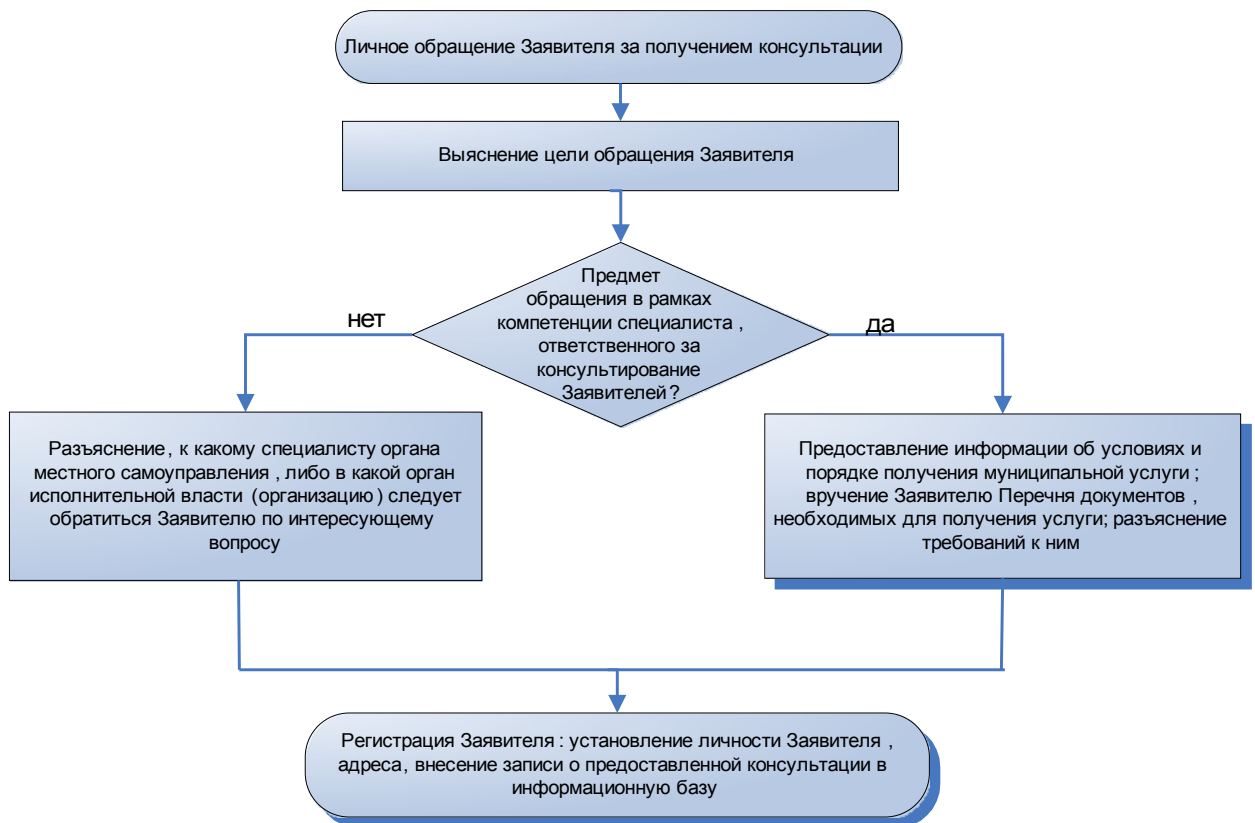 Личное обращение Заявителя за получением консультации
Выяснение цели обращения Заявителя
Предмет
обращения в рамках
компетенции специалиста ,
ответственного за
консультирование
Заявителей ?
нет
да
Разъяснение , к какому специалисту органа
местного самоуправления , либо в какой орган
исполнительной власти (организацию ) следует
обратиться Заявителю по интересующему
вопросу
Предоставление информации об условиях и
порядке получения муниципальной услуги ;
вручение Заявителю Перечня документов ,
необходимых для получения услуги; разъяснение
требований к ним
Регистрация Заявителя : установление личности Заявителя ,
адреса, внесение записи о предоставленной консультации в
информационную базу